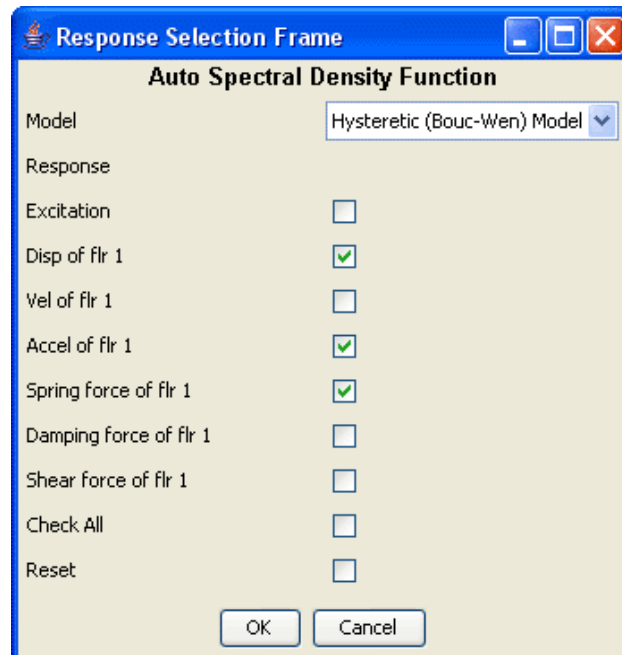 Response Selection Frame
Auto Spectral Density Function
Model Hysteretic (Bouc-Wen) Model
Response
Excitation
Disp of flr 1
Vel of flr 1
Accel of flr 1
Spring force of flr 1
Damping force of flr 1
Shear force of flr 1
Check All
Reset
OK Cancel